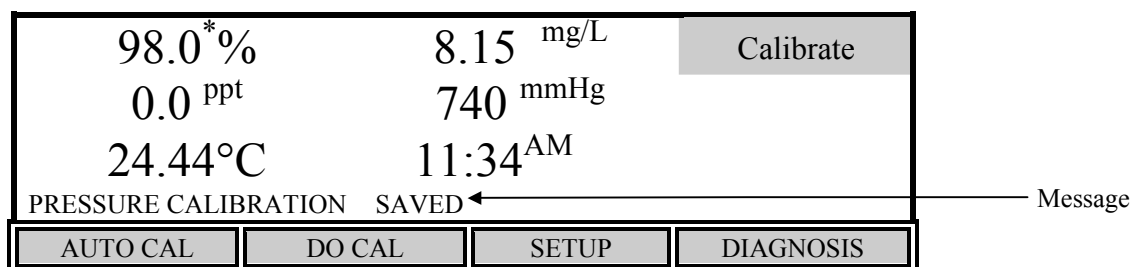 98.0*% 8.15 mg/L Calibrate
0.0 ppt 740 mmHg
24.44°C 11:34AM
PRESSURE CALIBRATION SAVED Message
AUTO CAL DO CAL SETUP DIAGNOSIS